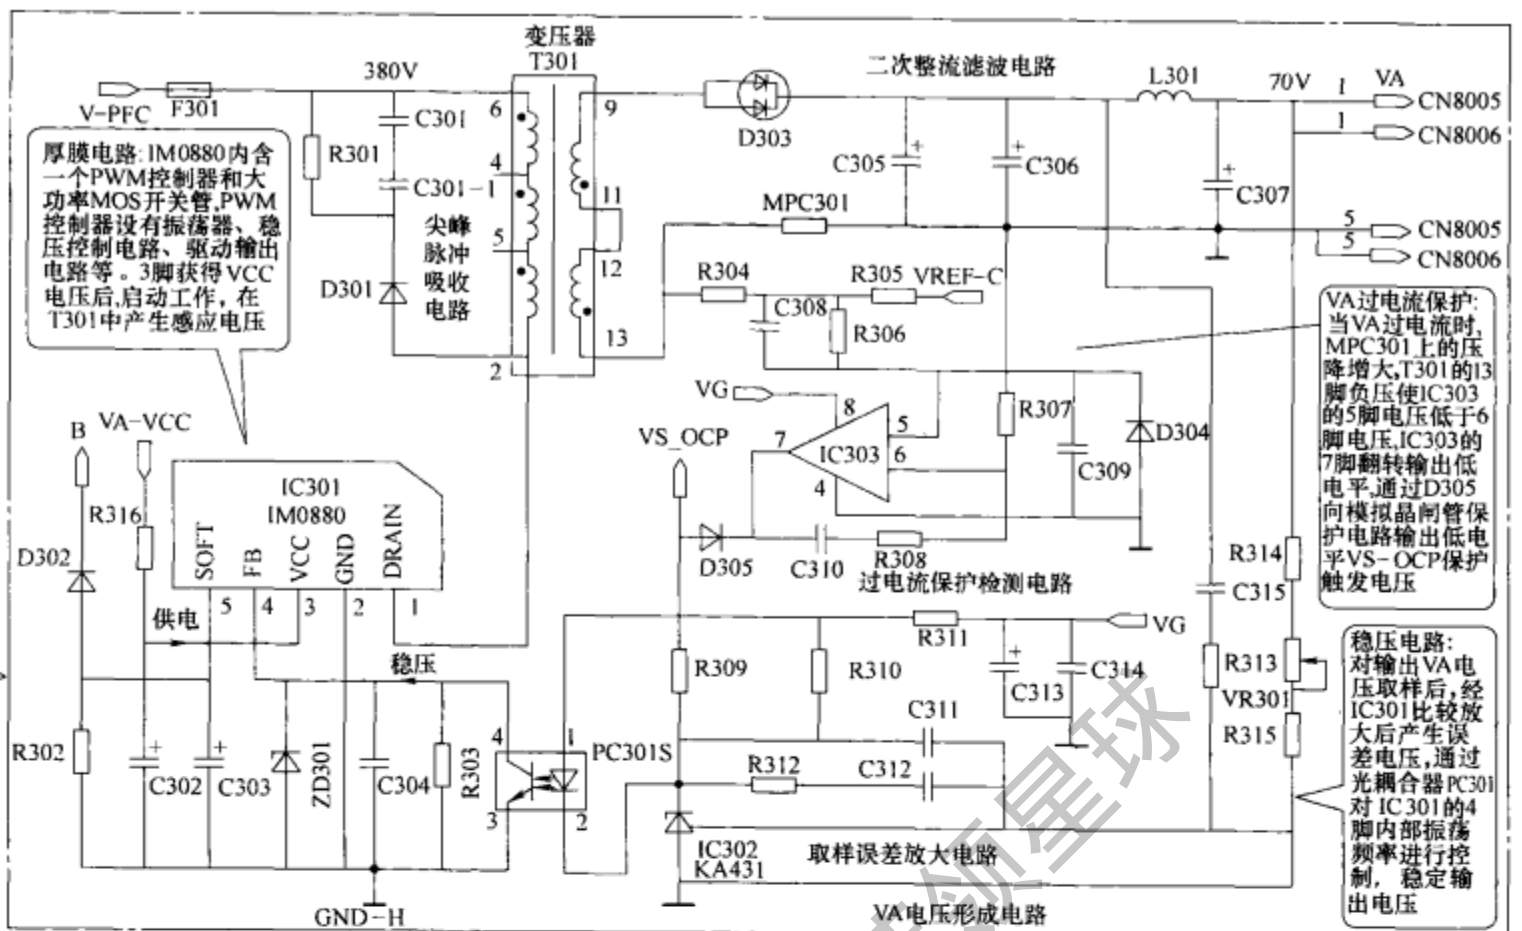 变压器
T301
380V
V-PFC
F301
二次整流滤波电路
L301
70V
VA
1
CN8005
1
CN8006
6
9
D303
C301
R301
4
C301-1
C305
C306
C307
厚膜电路: IM0880内含
一个PWM控制器和大
功率MOS开关管,PWM
控制器设有振荡器、稳
压控制电路、驱动输出
电路等。3脚获得VCC
电压后,启动工作，在
T301中产生感应电压
11
MPC301
5
CN8005
5
CN8006
尖峰
脉冲
吸收
电路
5
12
D301
R304
R305
VREF-C
C308
R306
13
2
VA过电流保护:
当VA过电流时,
MPC301上的压
降增大,T301的13
脚负压使IC303
的5脚电压低于6
脚电压,IC303的
7脚翻转输出低
电平,通过D305
向模拟晶闸管保
护电路输出低电
平VS-OCP保护
触发电压
VG
8
R307
B
VA-VCC
VS_OCP
7
IC303
5
6
4
C309
D304
IC301
IM0880
R316
SOFT
FB
VCC
GND
DRAIN
D302
D305
C310
R308
过电流保护检测电路
R314
C315
5
4
3
2
1
供电
R311
VG
稳压
R309
R310
C313
C314
R313
VR301
稳压电路:
对输出VA电
压取样后,经
IC301比较放
大后产生误
差电压,通过
光耦合器PC301
对IC301的4
脚内部振荡
频率进行控
制，稳定输
出电压
R302
C302
C303
ZD301
C304
R303
4
1
PC301S
3
2
C311
R312
C312
R315
IC302
KA431
取样误差放大电路
GND-H
VA电压形成电路
领星球